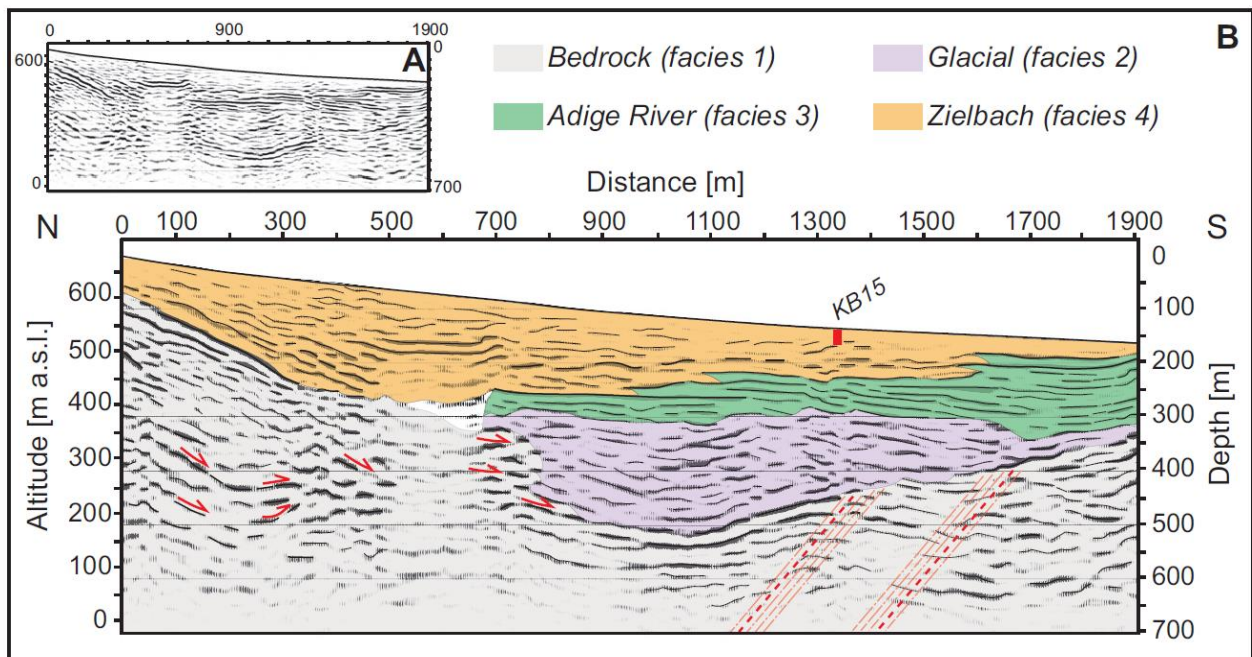 0 900 1900
600 A 0
0 700
Bedrock (facies 1) Glacial (facies 2) B
Adige River (facies 3) Zielbach (facies 4)
Distance [m]
N 0 100 300 500 700 900 1100 1300 1500 1700 1900 S
KB15
Altitude [m a.s.l.]
600
500
400
300
200
100
0
Depth [m]
0
100
200
300
400
500
600
700